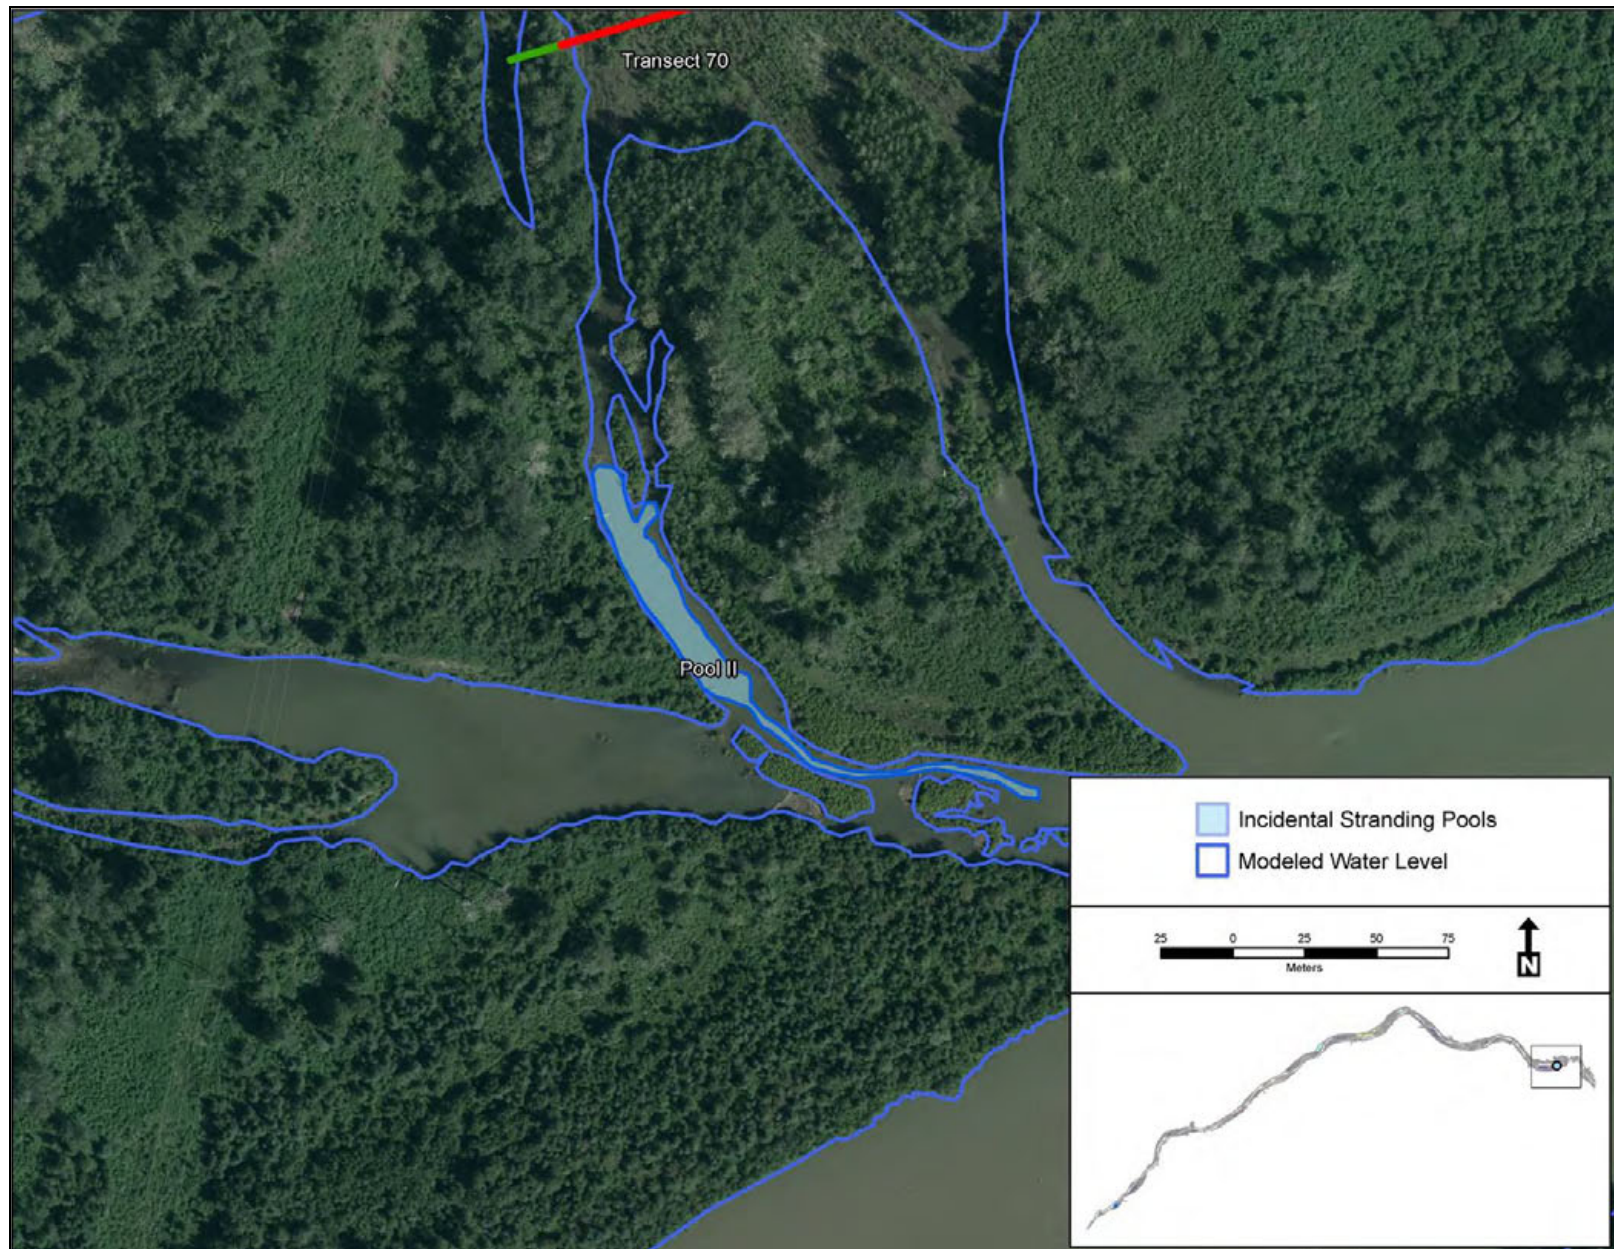 Transect 70
Pool II
Incidental Stranding Pools
Modeled Water Level
25 0 25 50 75
Meters
N